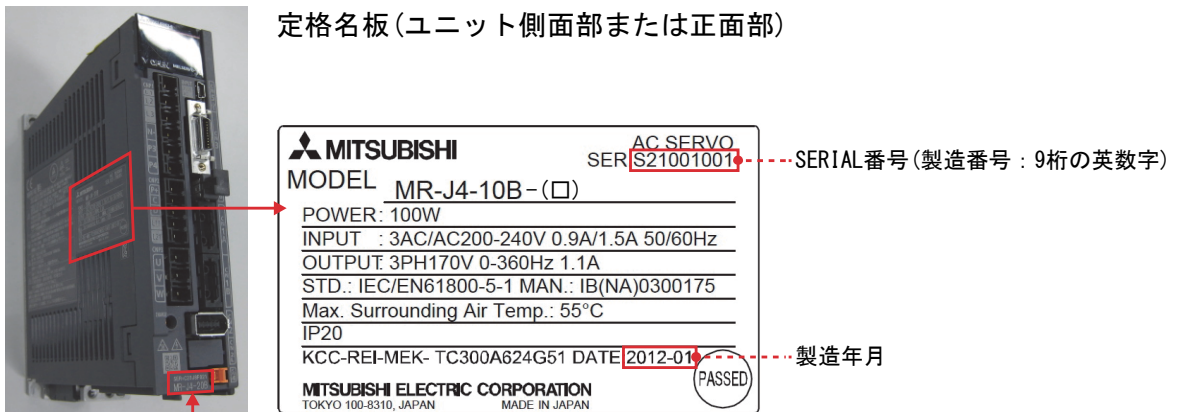 定格名板(ユニット側面部または正面部)
MITSUBISHI
AC SERVO
SER S21001001
SERIAL番号(製造番号：9桁の英数字)
MODEL MR-J4-10B-(口)
POWER: 100W
INPUT : 3AC/AC200-240V 0.9A/1.5A 50/60Hz
OUTPUT: 3PH170V 0-360Hz 1.1A
STD.: IEC/EN61800-5-1 MAN.: IB(NA)0300175
Max. Surrounding Air Temp.: 55°C
IP20
KCC-REI-MEK- TC300A624G51 DATE 2012-01
製造年月
PASSED
MITSUBISHI ELECTRIC CORPORATION
TOKYO 100-8310, JAPAN MADE IN JAPAN
MR-J4-20B